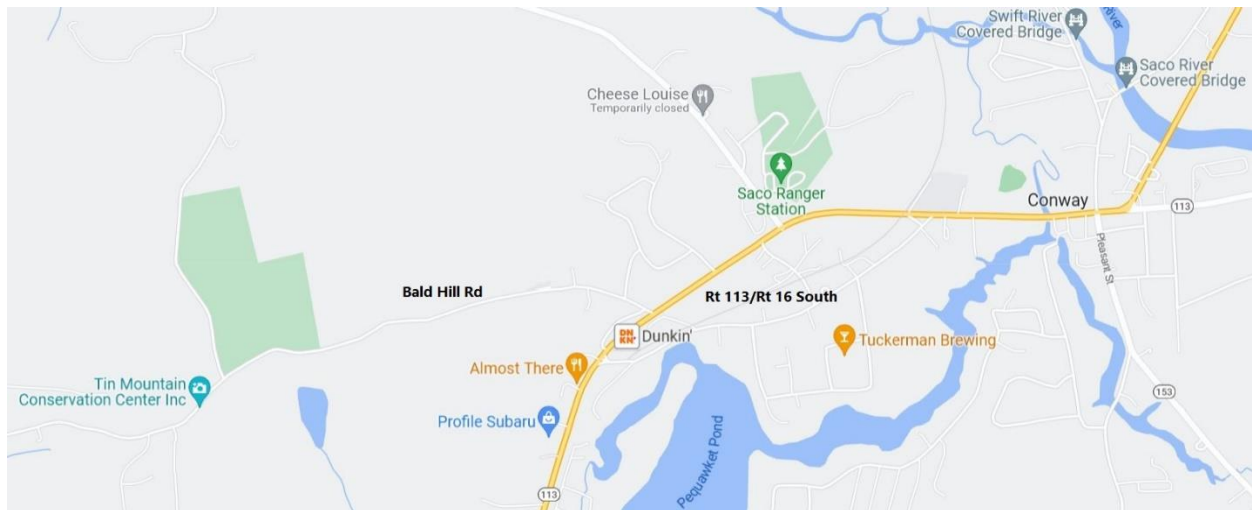 Swift River
Covered Bridge
Saco River
Covered Bridge
Cheese Louise
Temporarily closed
Saco Ranger
Station
Conway
113
Pleasant St
Bald Hill Rd
Rt 113/Rt 16 South
DN
KN'
Dunkin'
Tuckerman Brewing
Almost There
Tin Mountain
Conservation Center Inc
153
Profile Subaru
Pequawket Pond
113